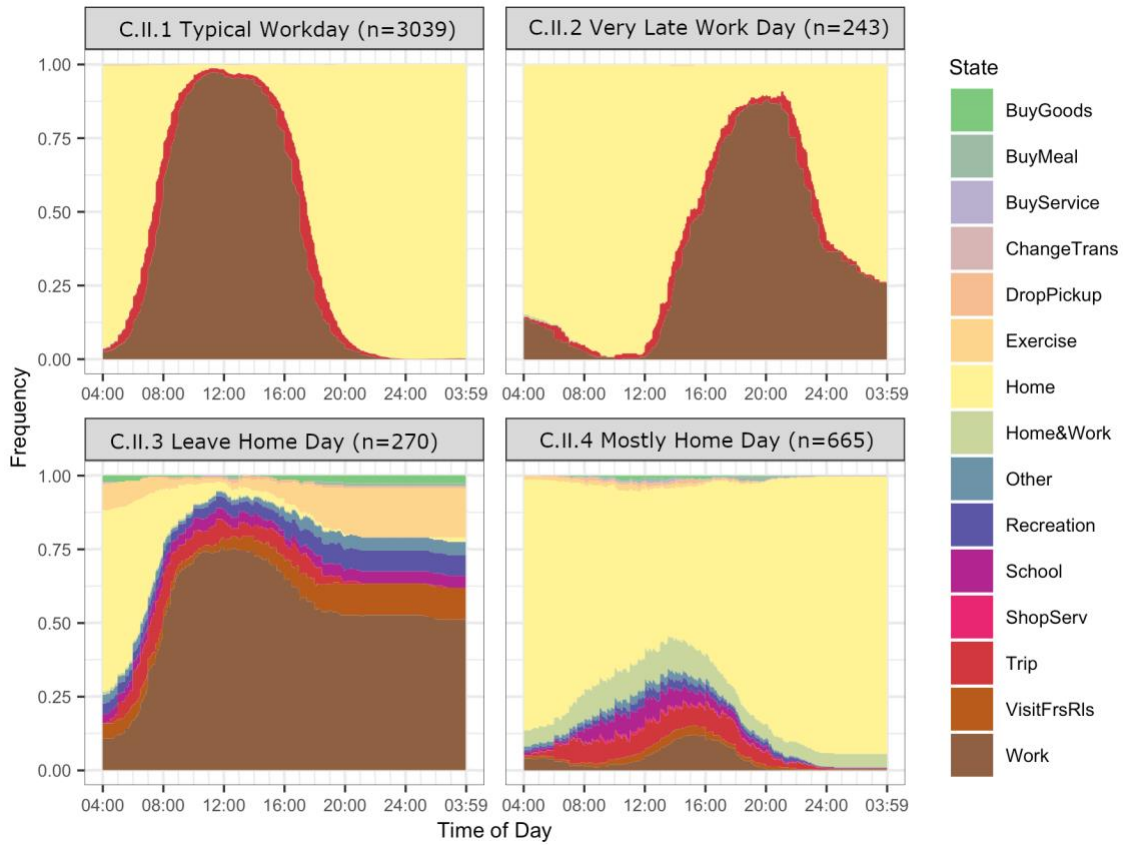 C.II.1 Typical Workday (n=3039)
C.II.2 Very Late Work Day (n=243)
1.00
0.75
0.50
0.25
0.00
04:00 08:00 12:00 16:00 20:00 24:00 03:59
04:00 08:00 12:00 16:00 20:00 24:00 03:59
C.II.3 Leave Home Day (n=270)
C.II.4 Mostly Home Day (n=665)
1.00
0.75
0.50
0.25
0.00
04:00 08:00 12:00 16:00 20:00 24:00 03:59
04:00 08:00 12:00 16:00 20:00 24:00 03:59
Frequency
Time of Day
State
BuyGoods
BuyMeal
BuyService
ChangeTrans
DropPickup
Exercise
Home
Home&Work
Other
Recreation
School
ShopServ
Trip
VisitFrsRls
Work